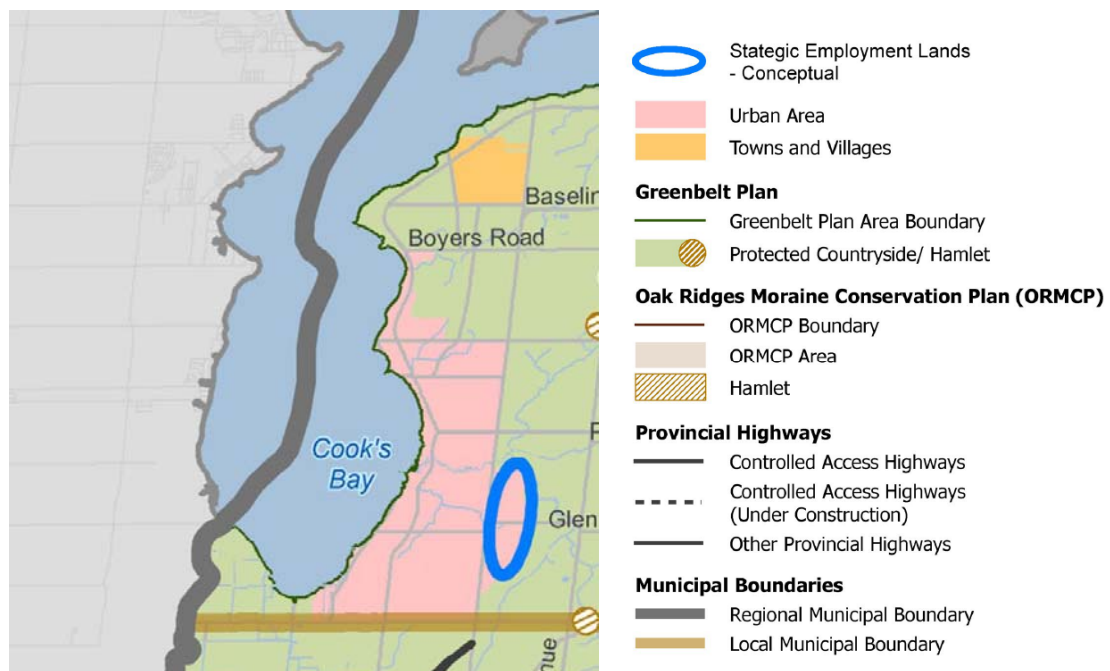 Baselin
Boyers Road
Cook's
Bay
Glen
nue
Stategic Employment Lands
- Conceptual
Urban Area
Towns and Villages
Greenbelt Plan
Greenbelt Plan Area Boundary
Protected Countryside/ Hamlet
Oak Ridges Moraine Conservation Plan (ORMCP)
ORMCP Boundary
ORMCP Area
Hamlet
Provincial Highways
Controlled Access Highways
Controlled Access Highways
(Under Construction)
Other Provincial Highways
Municipal Boundaries
Regional Municipal Boundary
Local Municipal Boundary